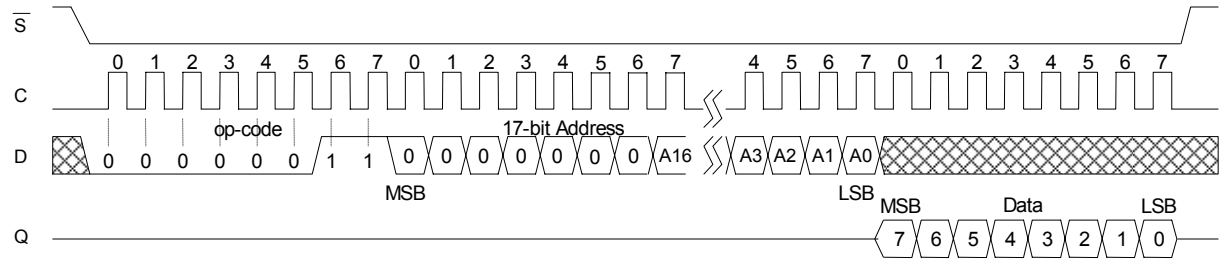 S
0 1 2 3 4 5 6 7 0 1 2 3 4 5 6 7 4 5 6 7 0 1 2 3 4 5 6 7
C
op-code 17-bit Address
D 0 0 0 0 0 0 1 1 0 0 0 0 0 0 0 A16 A3 A2 A1 A0
MSB LSB
MSB Data LSB
Q 7 6 5 4 3 2 1 0